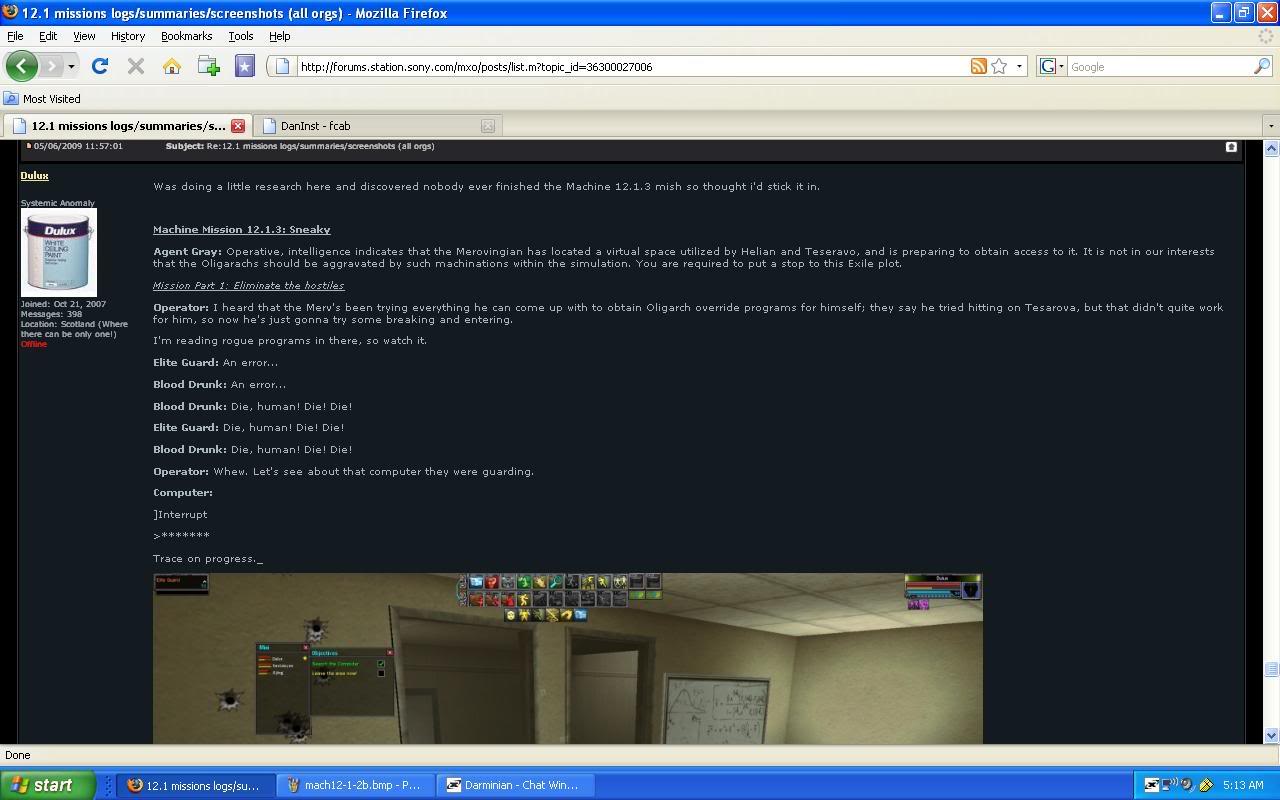 12.1 missions logs/summaries/screenshots (all orgs) - Mozilla Firefox
File Edit View History Bookmarks Tools Help
http://forums.station.sony.com/mxo/posts/list.m?topic_id=36300027006
G Google
Most Visited
12.1 missions logs/summaries/s...
DanInst - fcab
05/06/2009 11:57:01 Subject: Re:12.1 missions logs/summaries/screenshots (all orgs)
Dulux
Systemic Anomaly
Dulux
WHITE
CEILING
PAINT
Joined: Oct 21, 2007
Messages: 398
Location: Scotland (Where
there can be only one!)
Offline
Was doing a little research here and discovered nobody ever finished the Machine 12.1.3 mish so thought i'd stick it in.
Machine Mission 12.1.3: Sneaky
Agent Gray: Operative, intelligence indicates that the Merovingian has located a virtual space utilized by Helian and Teseravo, and is preparing to obtain access to it. It is not in our interests
that the Oligarachs should be aggravated by such machinations within the simulation. You are required to put a stop to this Exile plot.
Mission Part 1: Eliminate the hostiles
Operator: I heard that the Merv's been trying everything he can come up with to obtain Oligarch override programs for himself; they say he tried hitting on Tesarova, but that didn't quite work
for him, so now he's just gonna try some breaking and entering.
I'm reading rogue programs in there, so watch it.
Elite Guard: An error...
Blood Drunk: An error...
Blood Drunk: Die, human! Die! Die!
Elite Guard: Die, human! Die! Die!
Blood Drunk: Die, human! Die! Die!
Operator: Whew. Let's see about that computer they were guarding.
Computer:
]Interrupt
>*******
Trace on progress._
Elite Guard
Dulux
Objectives
Search the Computer
Leave the area now!
Dulux
Done
start
12.1 missions logs/su...
mach12-1-2b.bmp - P...
Darminian - Chat Win...
5:13 AM